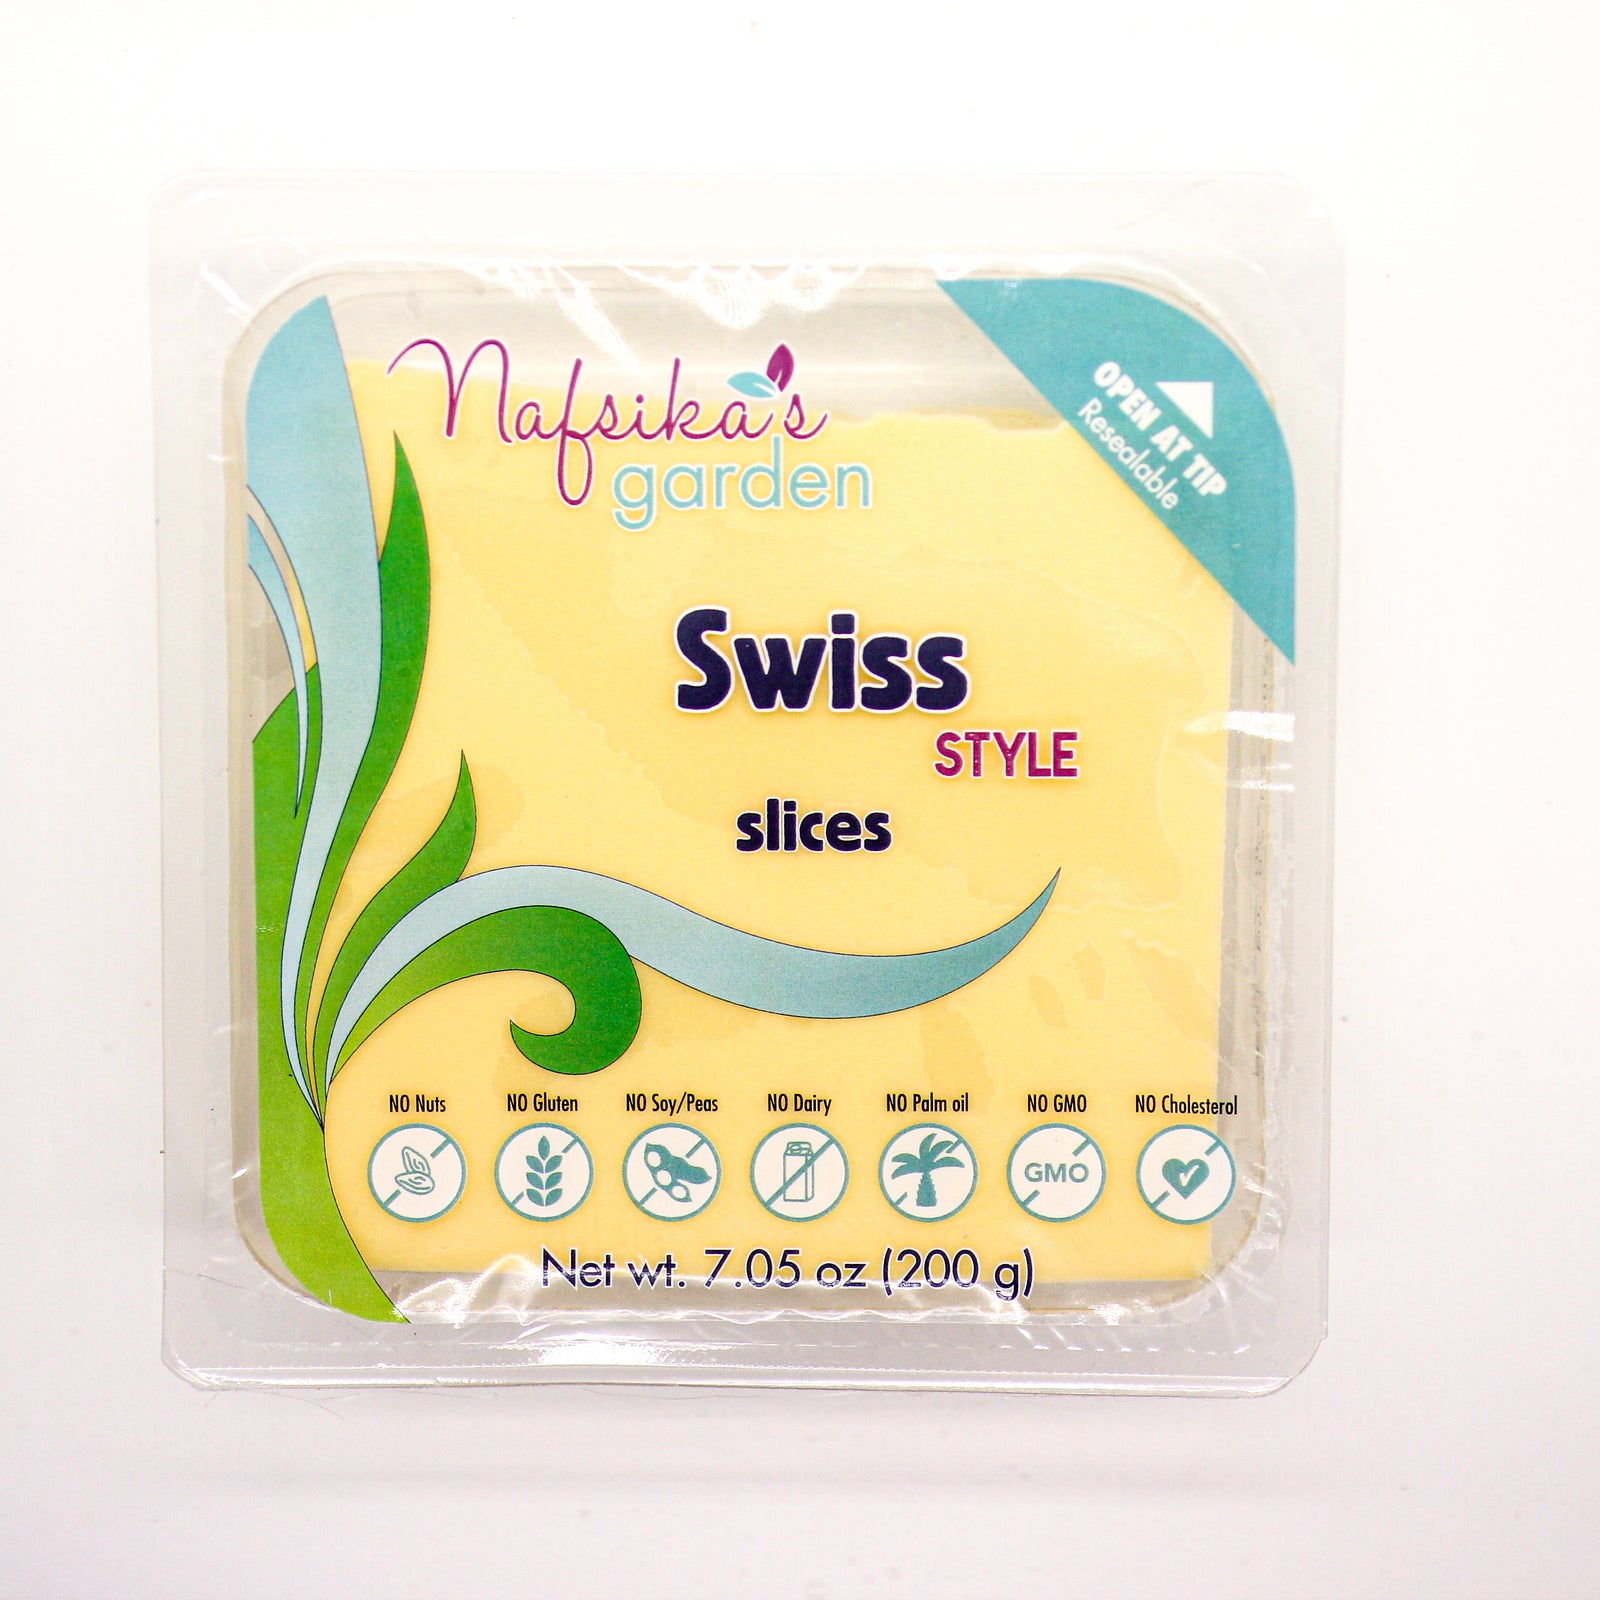 Nafsika's
garden
OPEN AT TIP
Resealable
Swiss
STYLE
slices
NO Nuts
NO Gluten
NO Soy/Peas
NO Dairy
NO Palm oil
NO GMO
NO Cholesterol
GMO
Net wt. 7.05 oz (200 g)